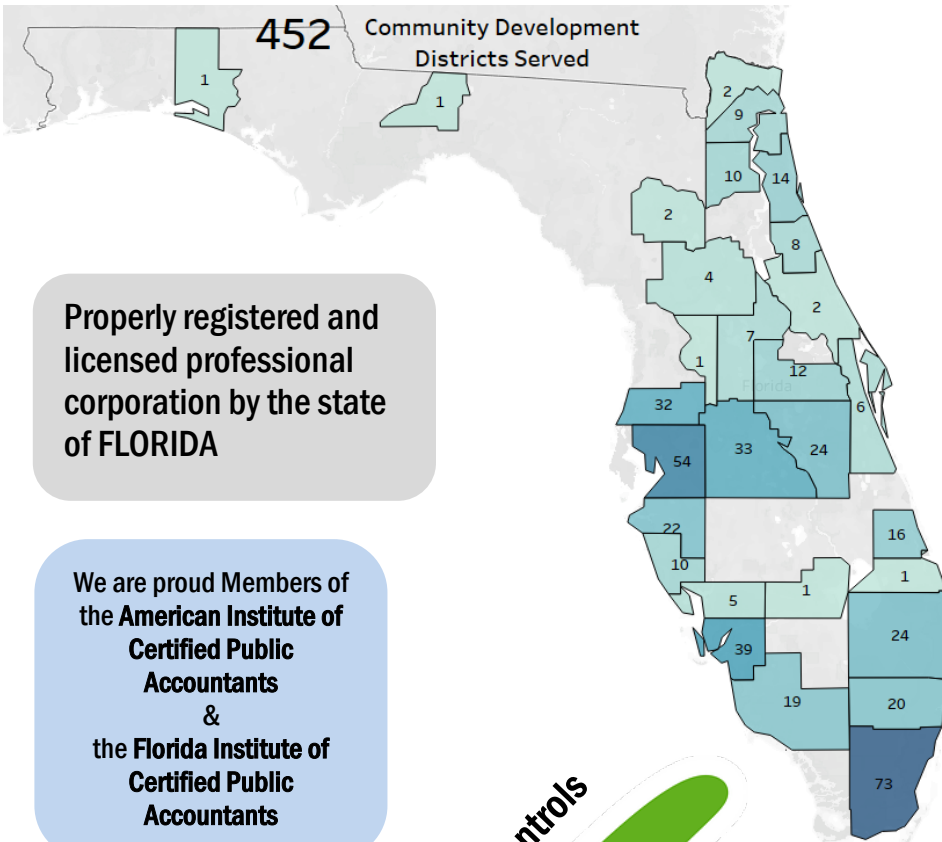 452
Community Development
Districts Served
1
1
2
9
10
14
2
8
4
2
7
1
12
Florida
32
6
33
24
54
22
16
10
1
5
1
24
39
19
20
73
Properly registered and
licensed professional
corporation by the state
of FLORIDA
We are proud Members of
the American Institute of
Certified Public
Accountants
&
the Florida Institute of
Certified Public
Accountants
ntrols